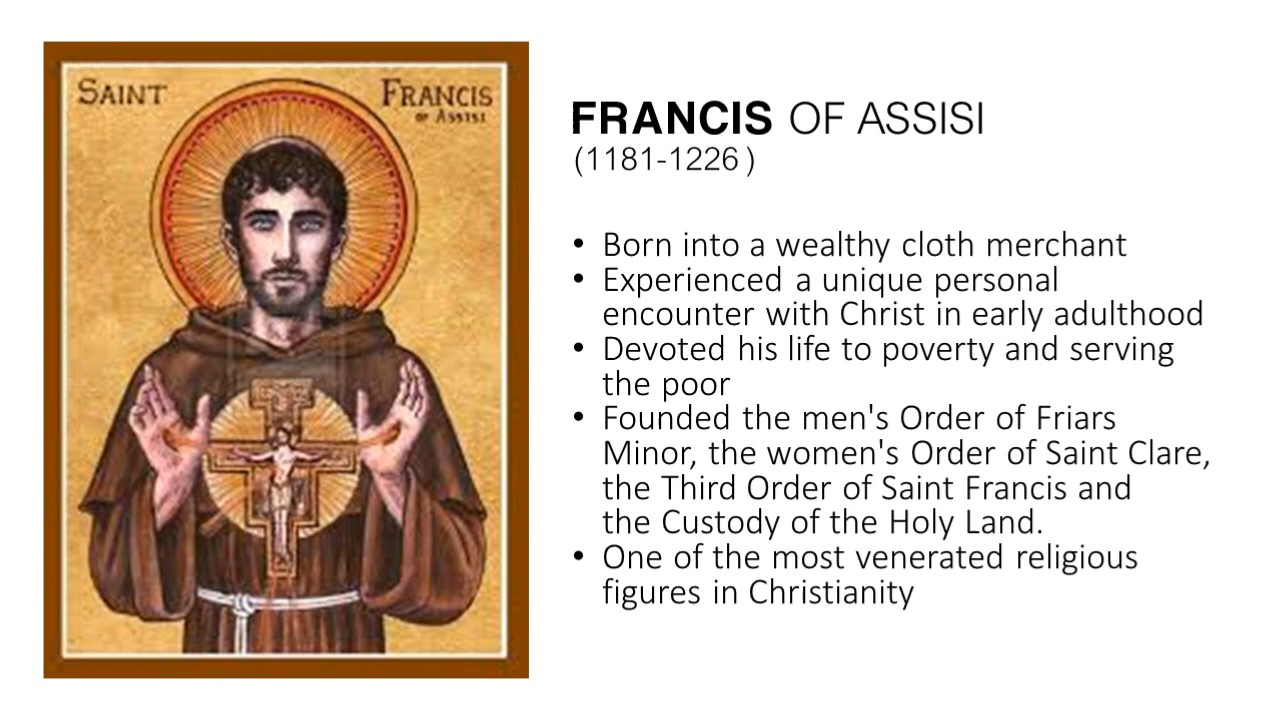 SAINT FRANCIS
OF ASSISI
FRANCIS OF ASSISI
(1181-1226 )
• Born into a wealthy cloth merchant
• Experienced a unique personal
encounter with Christ in early adulthood
• Devoted his life to poverty and serving
the poor
• Founded the men's Order of Friars
Minor, the women's Order of Saint Clare,
the Third Order of Saint Francis and
the Custody of the Holy Land.
• One of the most venerated religious
figures in Christianity